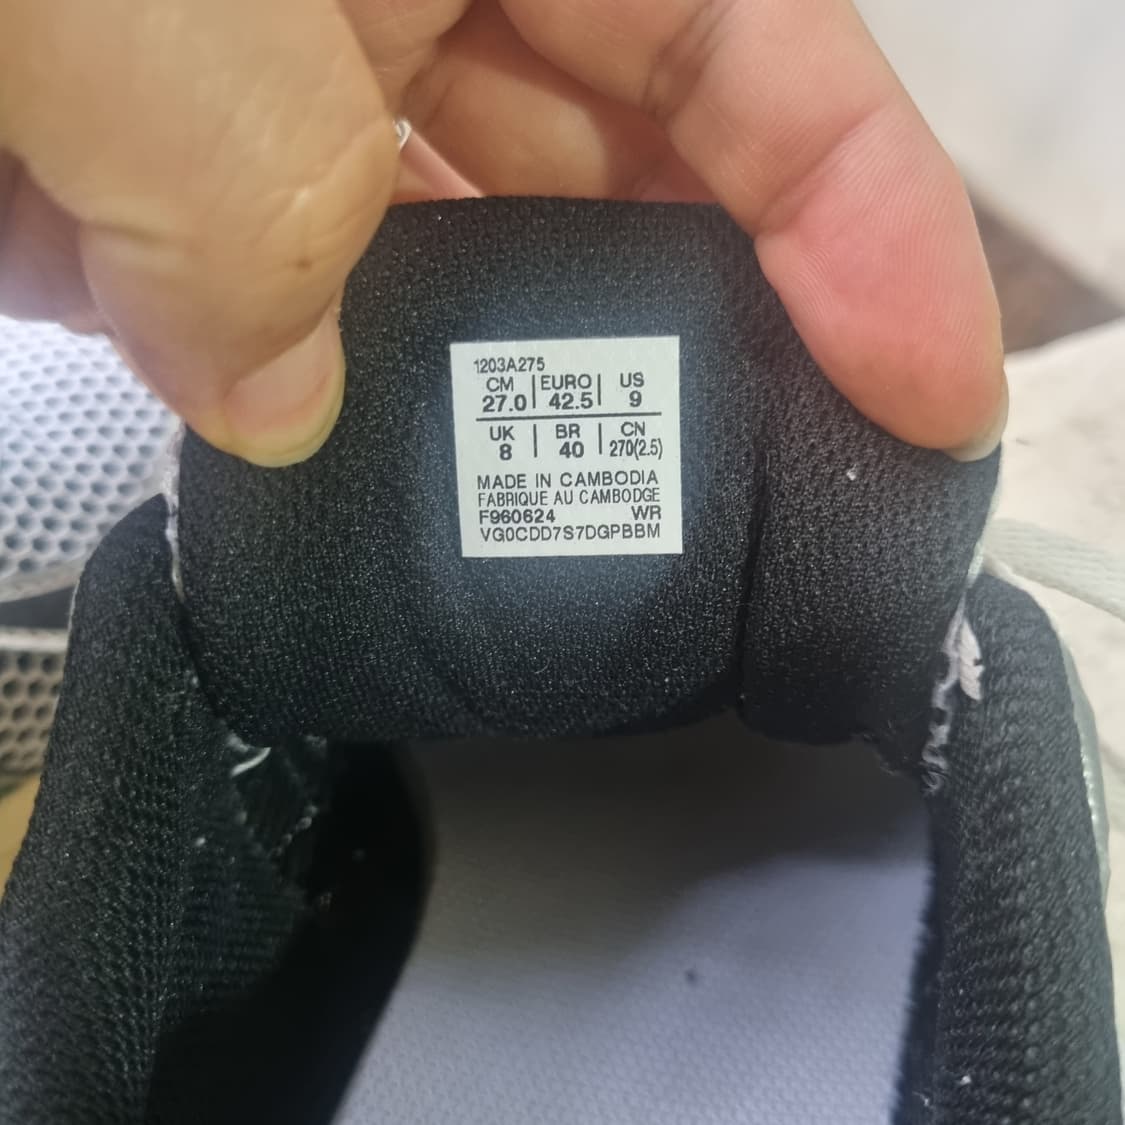 1203A275
CM | EURO | US
27.0 | 42.5 | 9
UK | BR | CN
8 | 40 | 270(2.5)
MADE IN CAMBODIA
FABRIQUE AU CAMBODGE
F960624 WR
VG0CDD7S7DGPBBM